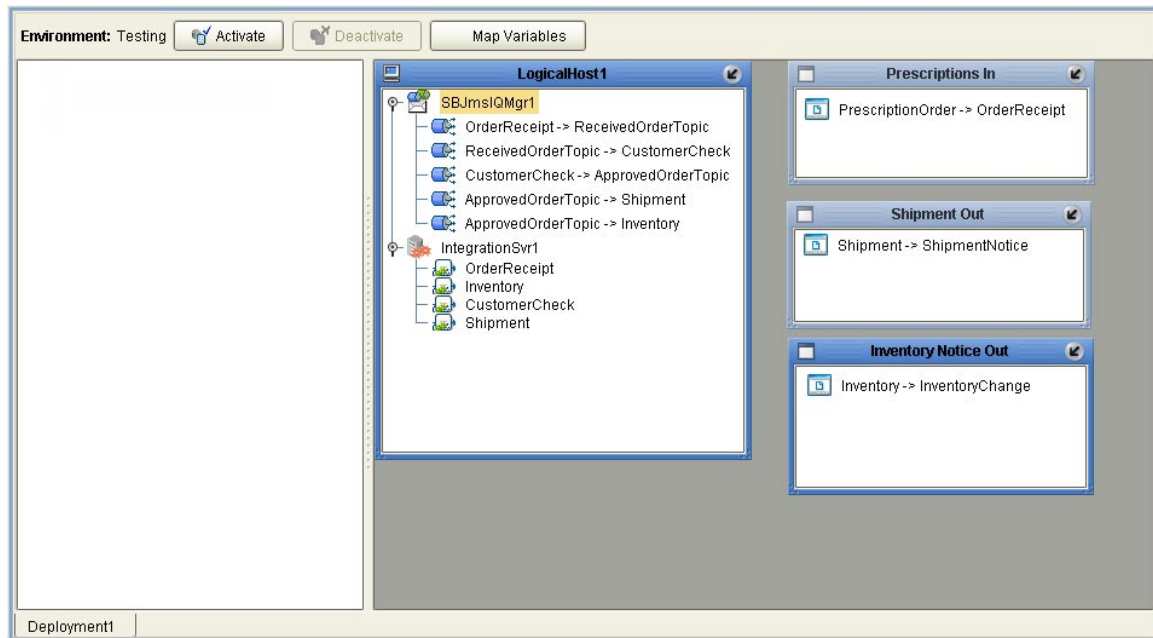 Environment: Testing Activate Deactivate Map Variables
LogicalHost1
SBJmsIQMgr1
OrderReceipt -> ReceivedOrderTopic
ReceivedOrderTopic -> CustomerCheck
CustomerCheck -> ApprovedOrderTopic
ApprovedOrderTopic -> Shipment
ApprovedOrderTopic -> Inventory
IntegrationSvr1
OrderReceipt
Inventory
CustomerCheck
Shipment
Prescriptions In
PrescriptionOrder -> OrderReceipt
Shipment Out
Shipment -> ShipmentNotice
Inventory Notice Out
Inventory -> InventoryChange
Deployment1